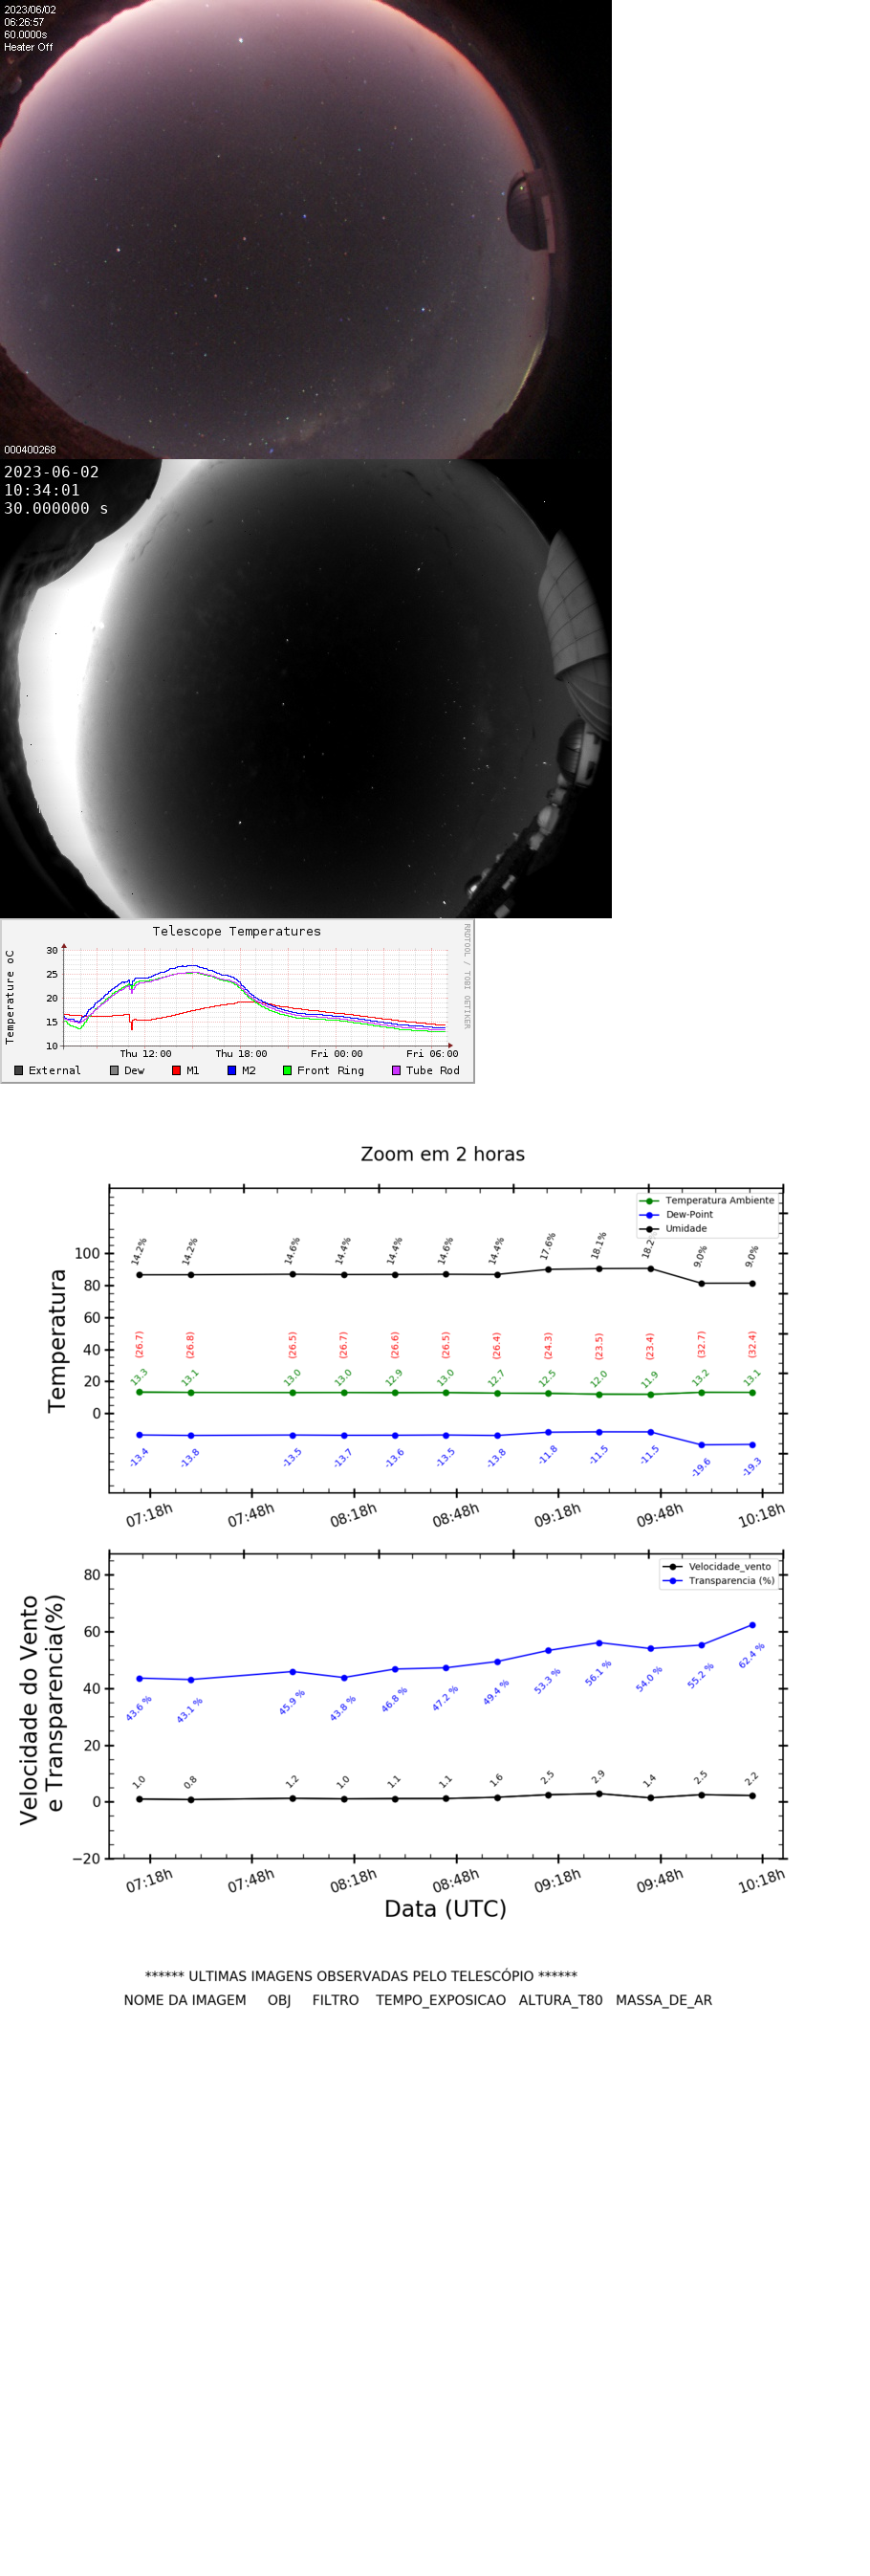 2023/06/02
06:26:57
60.0000s
Heater Off
000400268
2023-06-02
10:34:01
30.000000 s
Telescope Temperatures
RRDTOOL / TOBI OETIKER
Temperature oC
30
25
20
15
10
Thu 12:00 Thu 18:00 Fri 00:00 Fri 06:00
External Dew M1 M2 Front Ring Tube Rod
Zoom em 2 horas
Temperatura Ambiente
Dew-Point
Umidade
Temperatura
100
80
60
40
20
0
14.2% 14.2% 14.6% 14.4% 14.4% 14.6% 14.4% 17.6% 18.1% 18.2 9.0% 9.0%
(26.7) (26.8) (26.5) (26.7) (26.6) (26.5) (26.4) (24.3) (23.5) (23.4) (32.7) (32.4)
13.3 13.1 13.0 13.0 12.9 13.0 12.7 12.5 12.0 11.9 13.2 13.1
-13.4 -13.8 -13.5 -13.7 -13.6 -13.5 -13.8 -11.8 -11.5 -11.5 -19.6 -19.3
07:18h 07:48h 08:18h 08:48h 09:18h 09:48h 10:18h
Velocidade_vento
Transparencia (%)
Velocidade do Vento
e Transparencia(%)
80
60
40
20
0
−20
43.6 % 43.1 % 45.9 % 43.8 % 46.8 % 47.2 % 49.4 % 53.3 % 56.1 % 54.0 % 55.2 % 62.4 %
1.0 0.8 1.2 1.0 1.1 1.1 1.6 2.5 2.9 1.4 2.5 2.2
07:18h 07:48h 08:18h 08:48h 09:18h 09:48h 10:18h
Data (UTC)
****** ULTIMAS IMAGENS OBSERVADAS PELO TELESCÓPIO ******
NOME DA IMAGEM OBJ FILTRO TEMPO_EXPOSICAO ALTURA_T80 MASSA_DE_AR